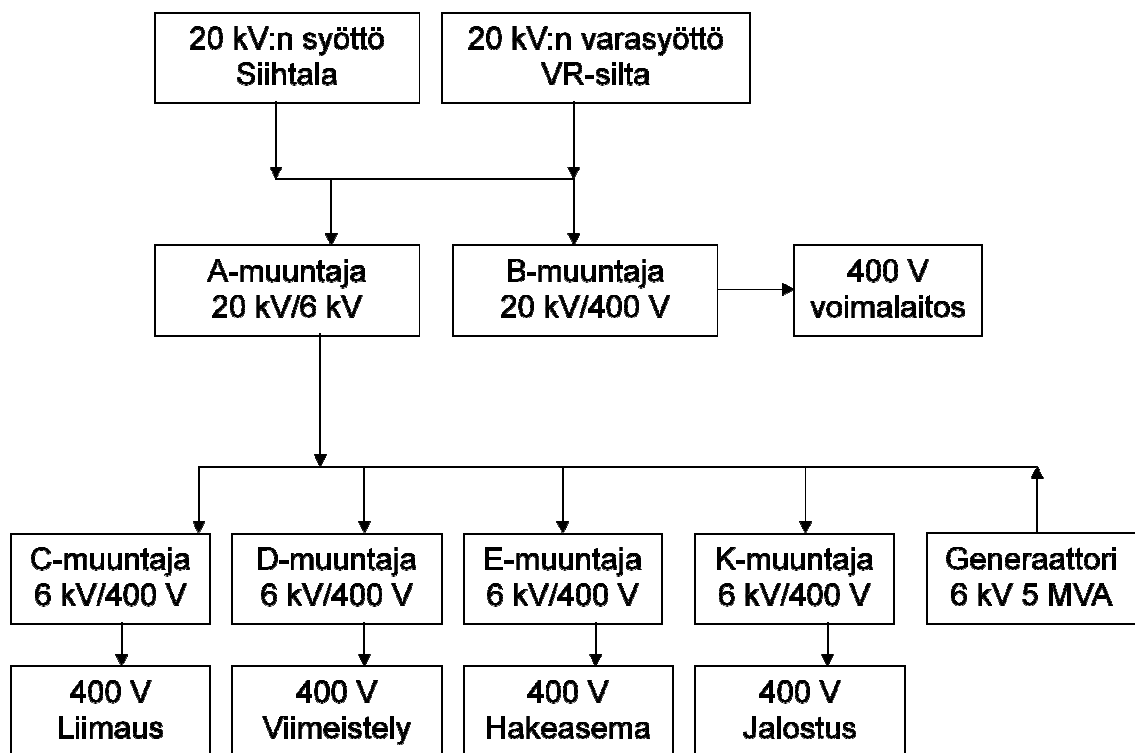 20 kV:n syöttö
Siihtala
20 kV:n varasyöttö
VR-silta
A-muuntaja
20 kV/6 kV
B-muuntaja
20 kV/400 V
400 V
voimalaitos
C-muuntaja
6 kV/400 V
D-muuntaja
6 kV/400 V
E-muuntaja
6 kV/400 V
K-muuntaja
6 kV/400 V
Generaattori
6 kV 5 MVA
400 V
Liimaus
400 V
Viimeistely
400 V
Hakeasema
400 V
Jalostus